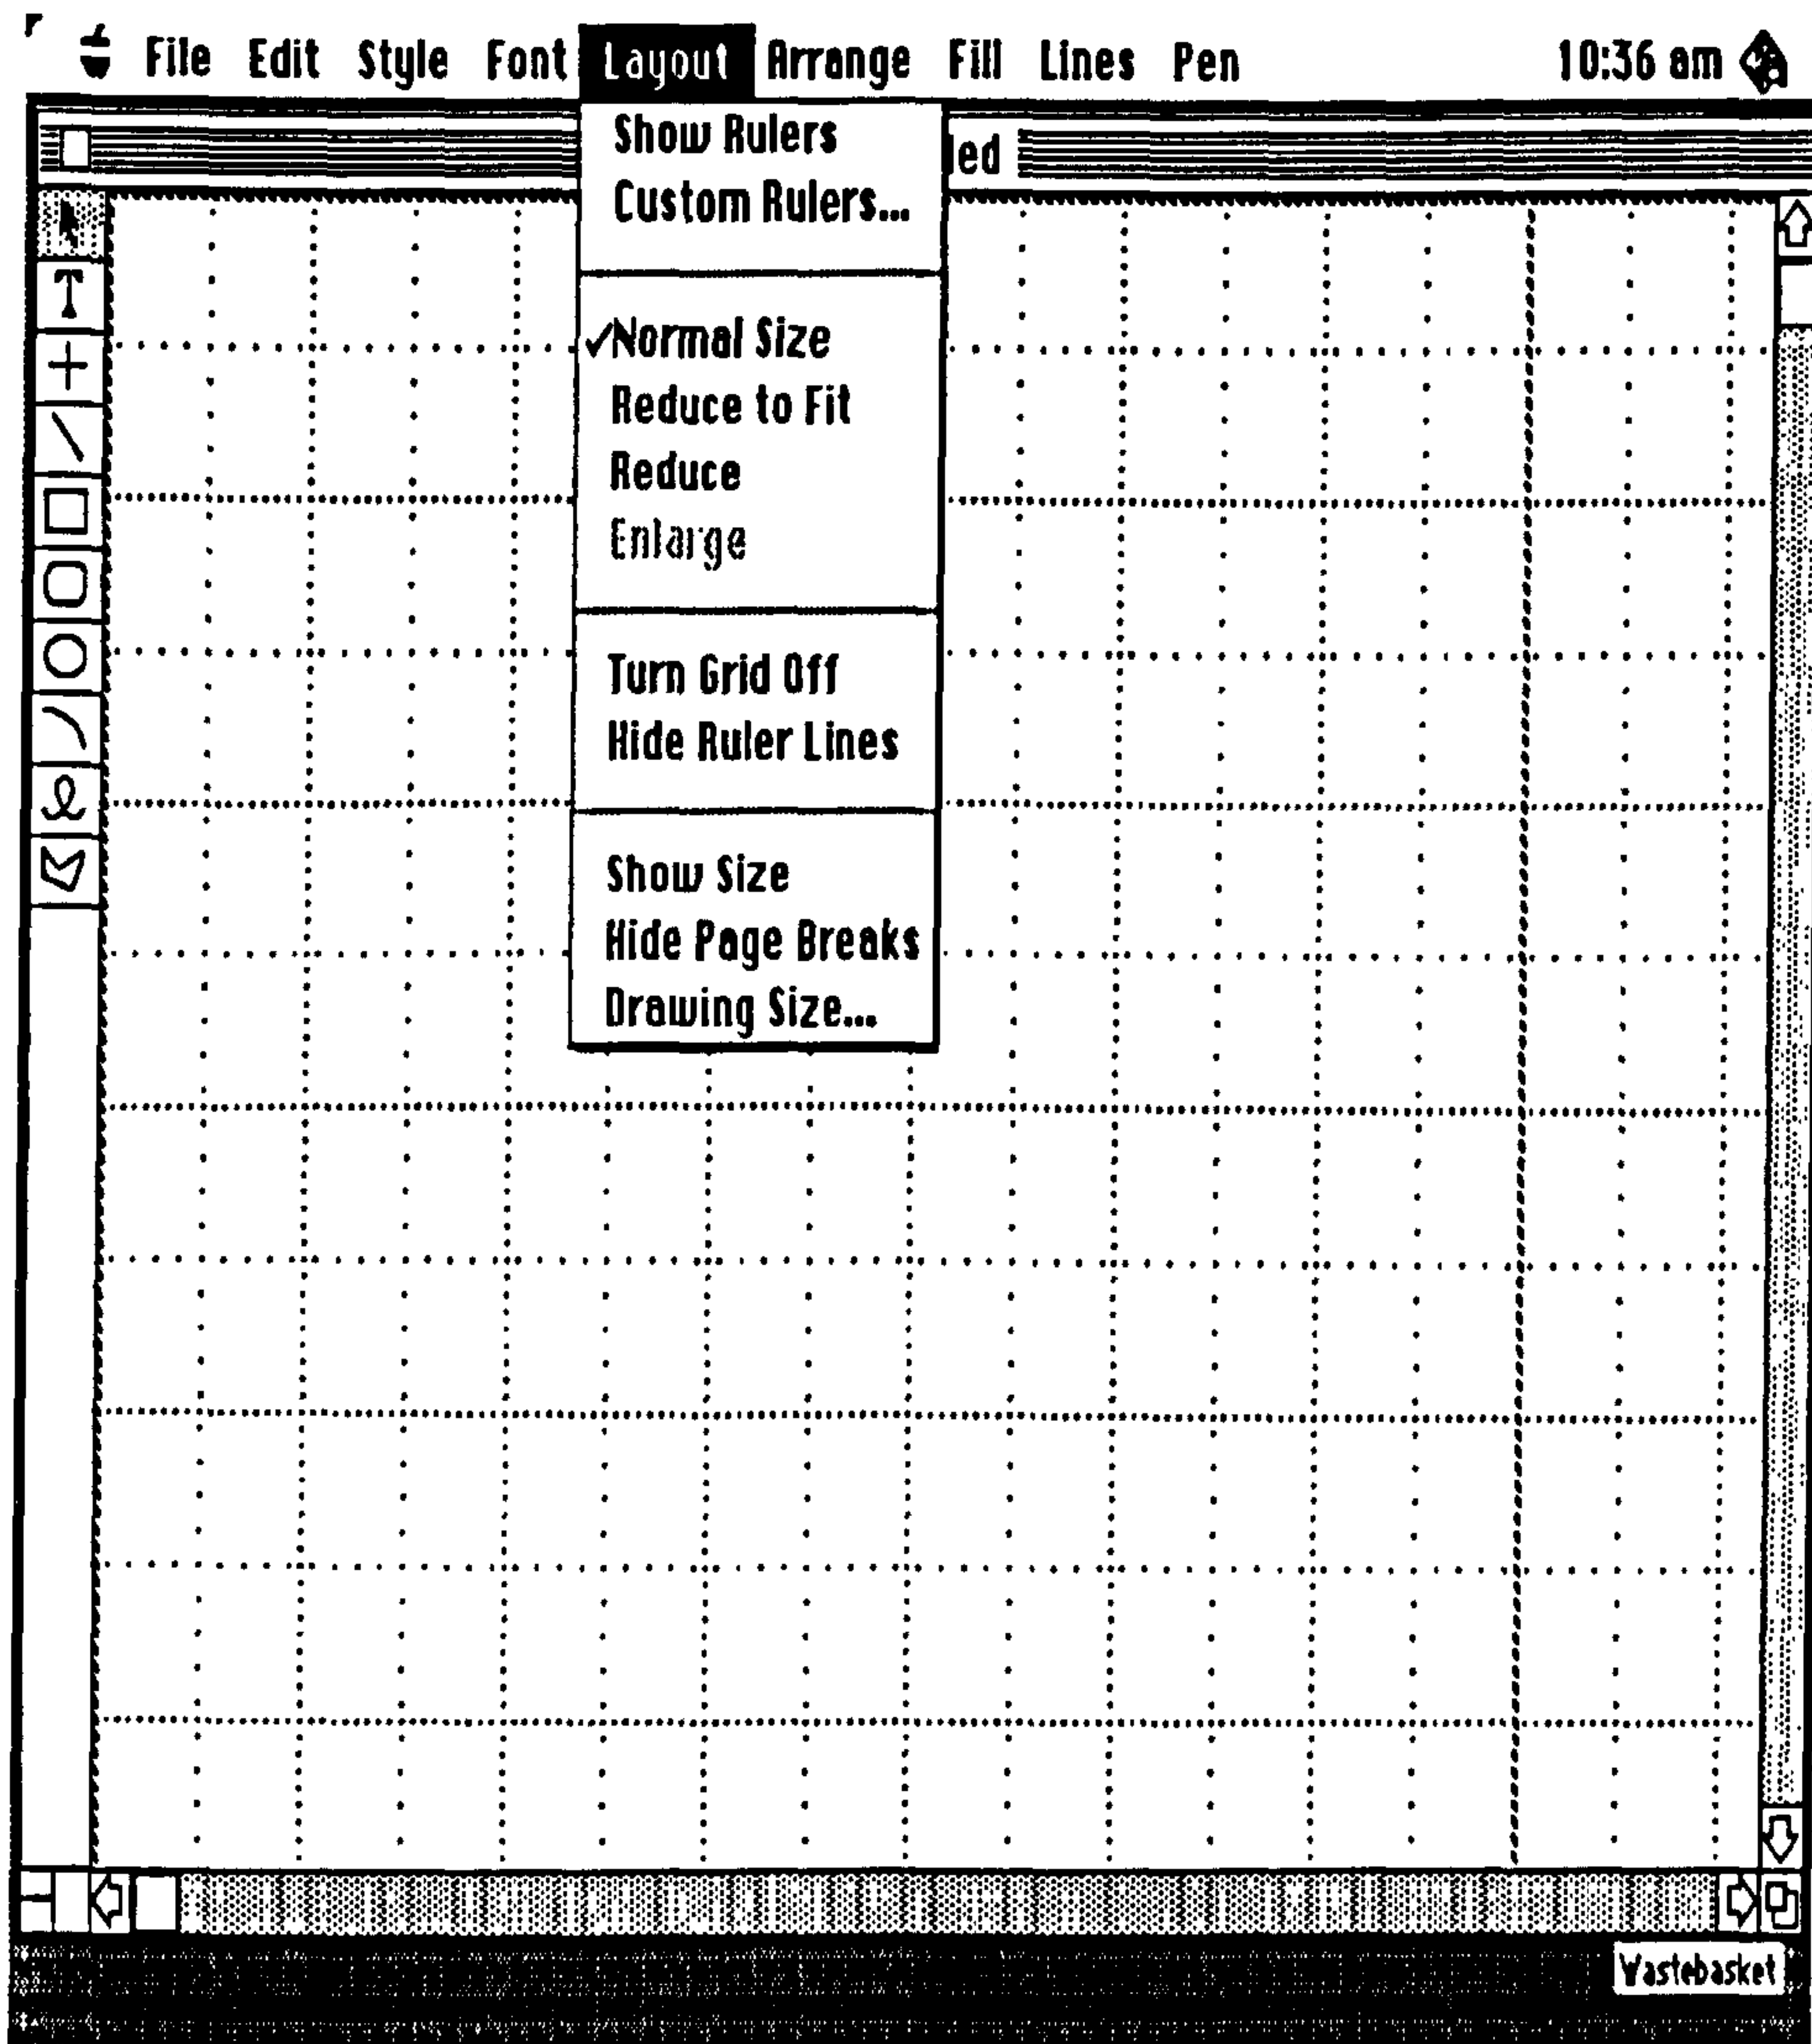 File Edit Style Font Layout Arrange Fill Lines Pen 10:36 am
led
Show Rulers
Custom Rulers...
✓Normal Size
Reduce to Fit
Reduce
Enlarge
Turn Grid Off
Hide Ruler Lines
Show Size
Hide Page Breaks
Drawing Size...
T
Wastebasket